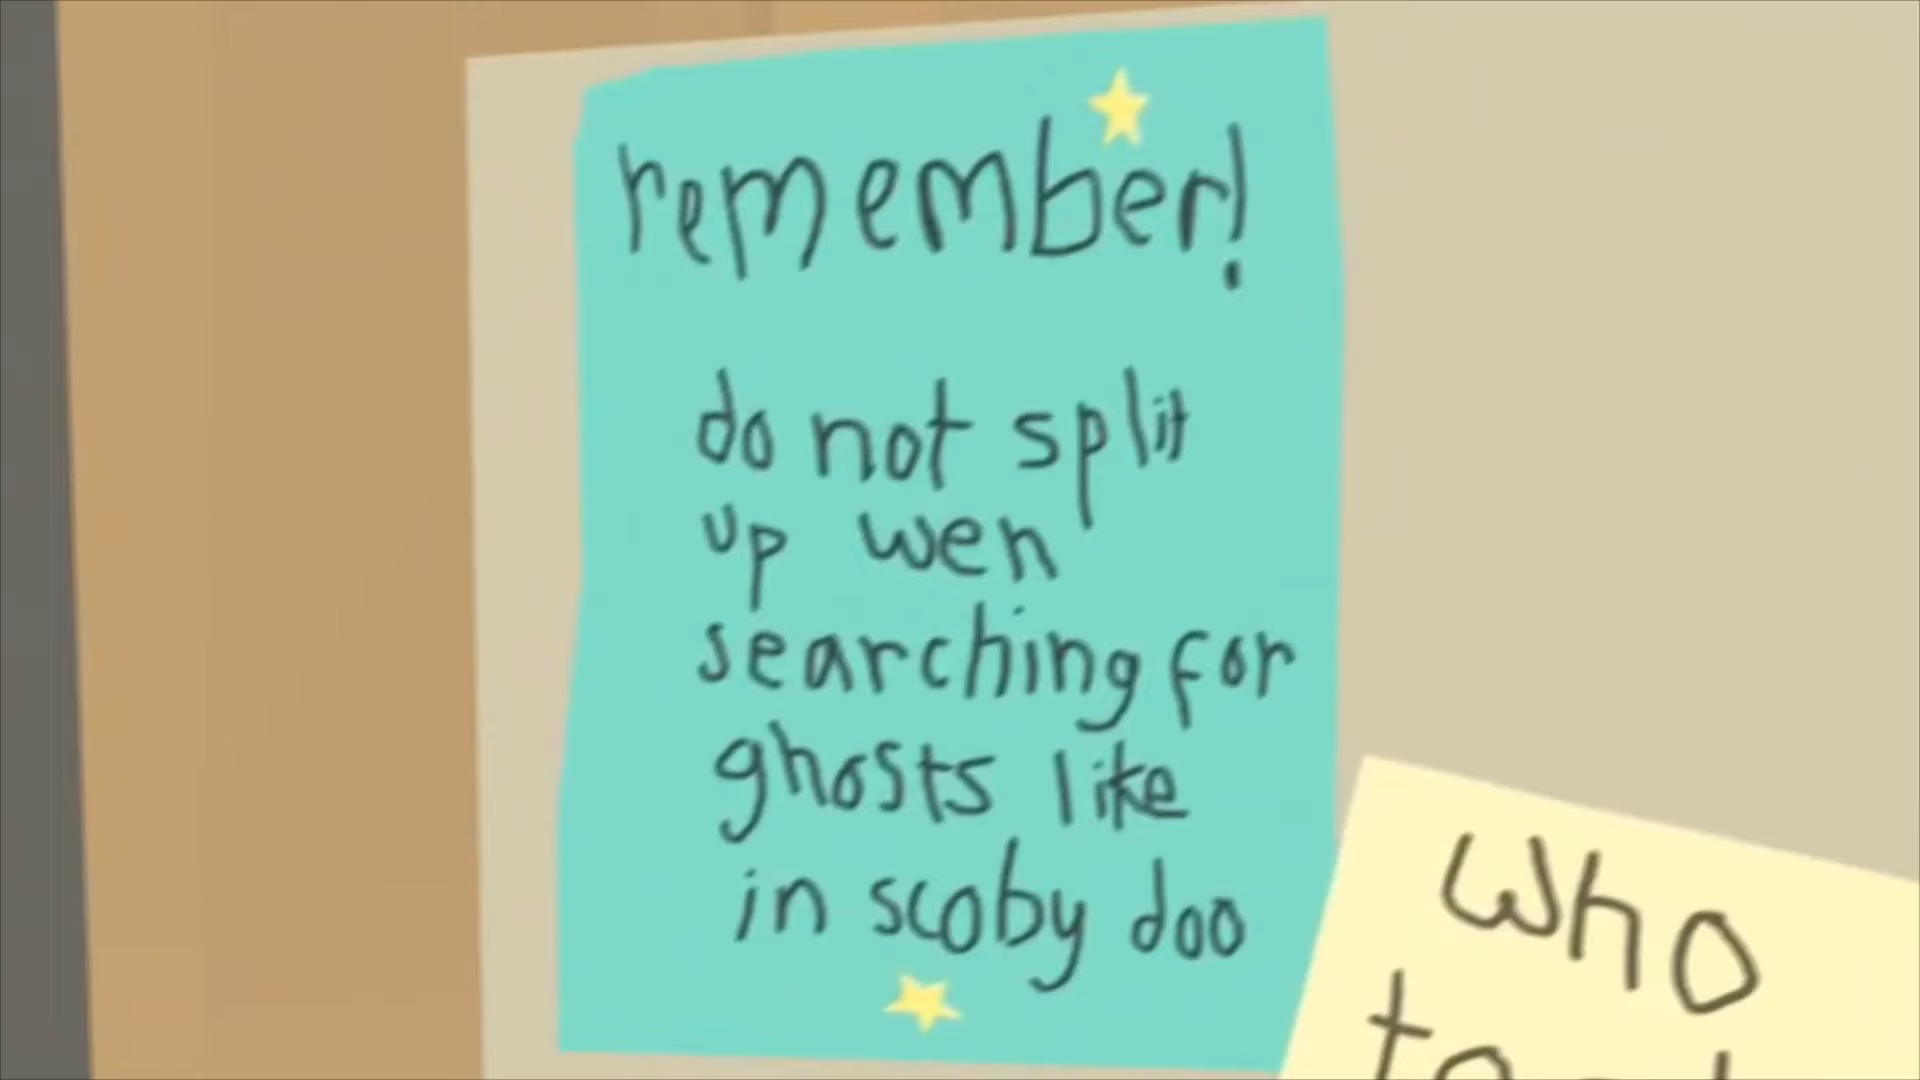 remember!
do not split
up wen
searching for
ghosts like
in scoby doo
who